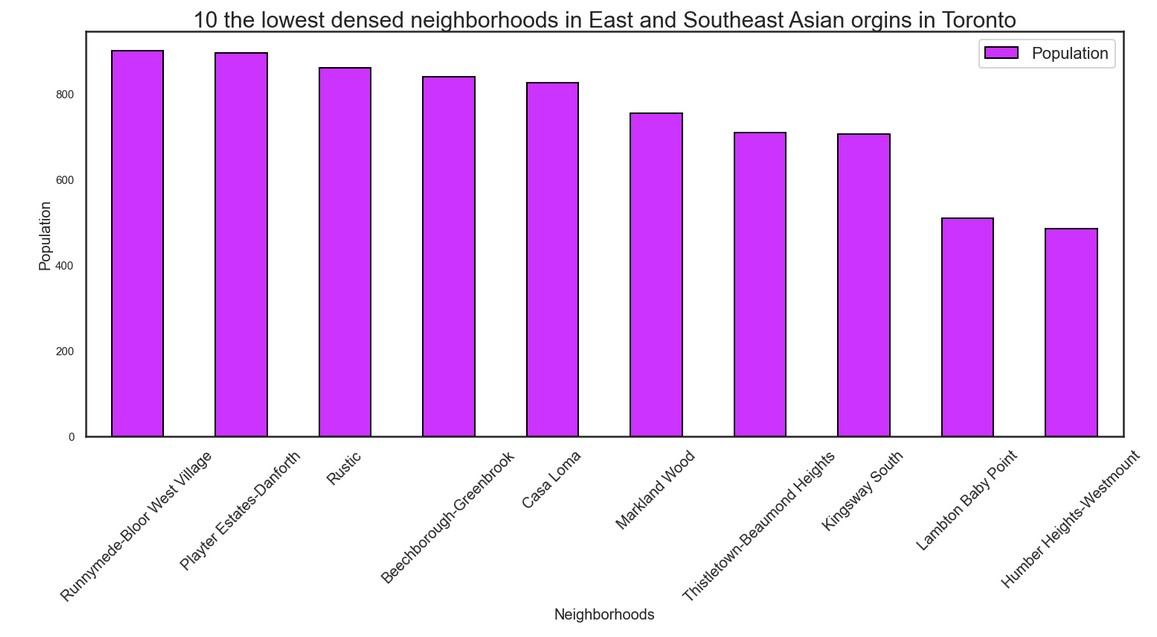 10 the lowest densed neighborhoods in East and Southeast Asian orgins in Toronto
Population
800
600
400
200
0
Population
Runnymede-Bloor West Village
Playter Estates-Danforth
Rustic
Beechborough-Greenbrook
Casa Loma
Markland Wood
Thistletown-Beaumond Heights
Kingsway South
Lambton Baby Point
Humber Heights-Westmount
Neighborhoods